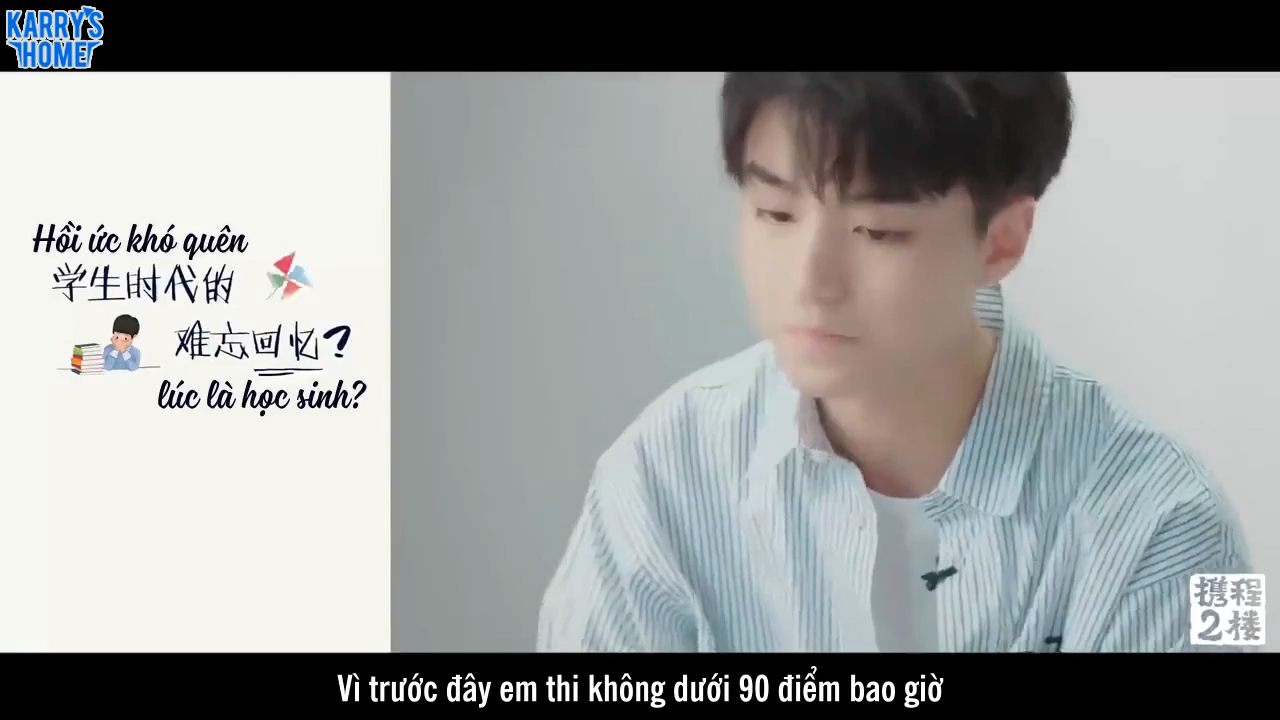 KARRY'S
HOME
Hồi ức khó quên
学生时代的
难忘回忆?
lúc là học sinh?
携程
2楼
Vì trước đây em thi không dưới 90 điểm bao giờ